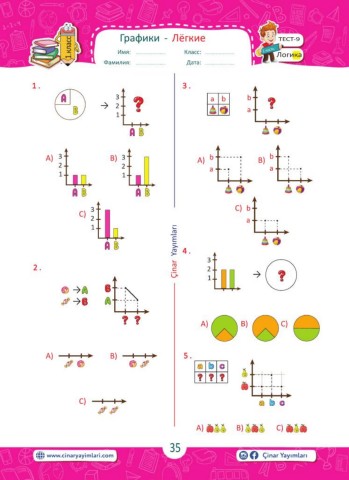 1 класс
Графики - Лёгкие
Имя: Класс:
Фамилия: Дата:
ТЕСТ-9
Логика
1.
A
B
3
2
1
?
A B
A)
3
2
1
A B
B)
3
2
1
A B
C)
3
2
1
A B
2.
A
B
A
B
? ?
A)
B)
C)
3.
a b
b
a
?
A)
b
a
B)
b
a
C)
b
a
4.
3
2
1
?
A) B) C)
5.
a b c
? ? ?
a b c
A) B) C)
Çınar Yayımları
35
www.cinaryayimlari.com
Çınar Yayımları